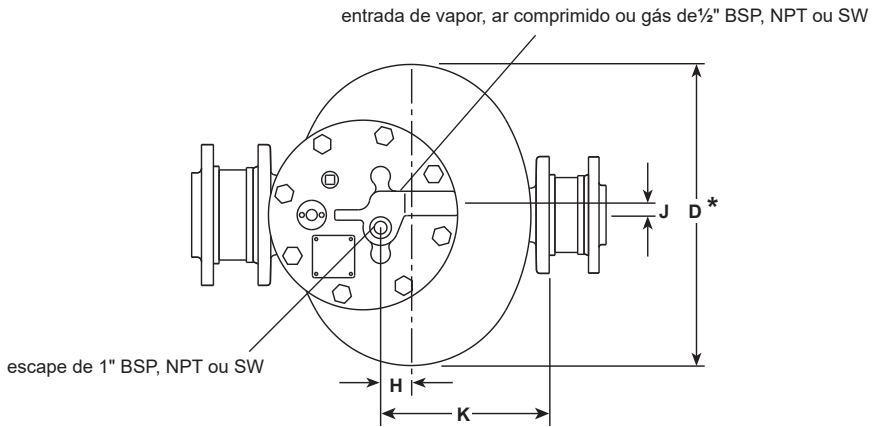 entrada de vapor, ar comprimido ou gás de½" BSP, NPT ou SW
J
D *
escape de 1" BSP, NPT ou SW
H
K